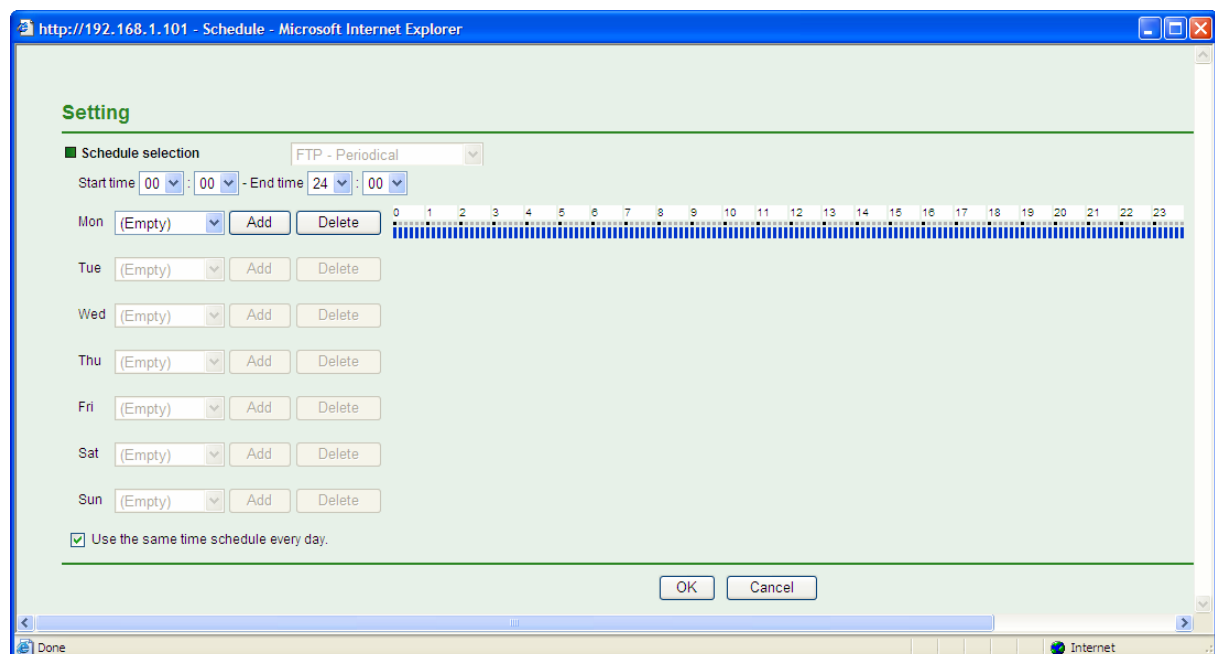 http://192.168.1.101 - Schedule - Microsoft Internet Explorer
Setting
Schedule selection FTP - Periodical
Start time 00 : 00 - End time 24 : 00
Mon (Empty) Add Delete 0 1 2 3 4 5 6 7 8 9 10 11 12 13 14 15 16 17 18 19 20 21 22 23
Tue (Empty) Add Delete
Wed (Empty) Add Delete
Thu (Empty) Add Delete
Fri (Empty) Add Delete
Sat (Empty) Add Delete
Sun (Empty) Add Delete
Use the same time schedule every day.
OK Cancel
Done Internet